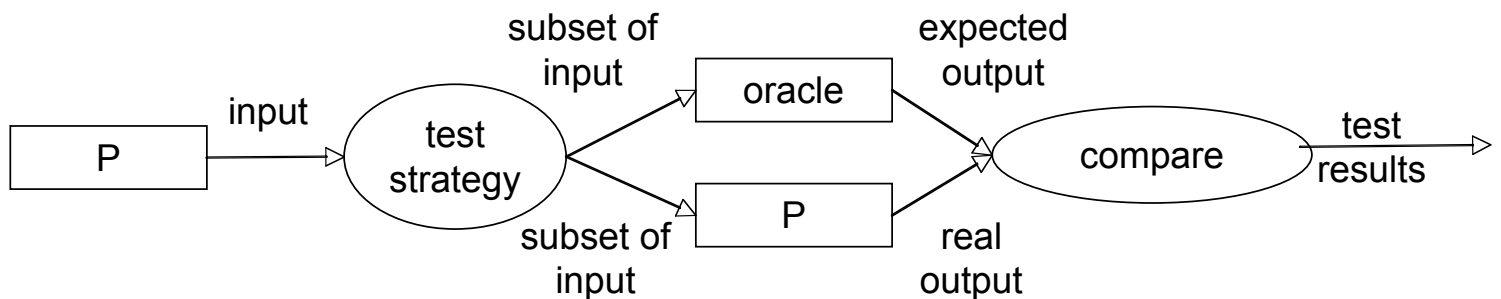 P
input
test
strategy
subset of
input
subset of
input
oracle
P
expected
output
real
output
compare
test
results